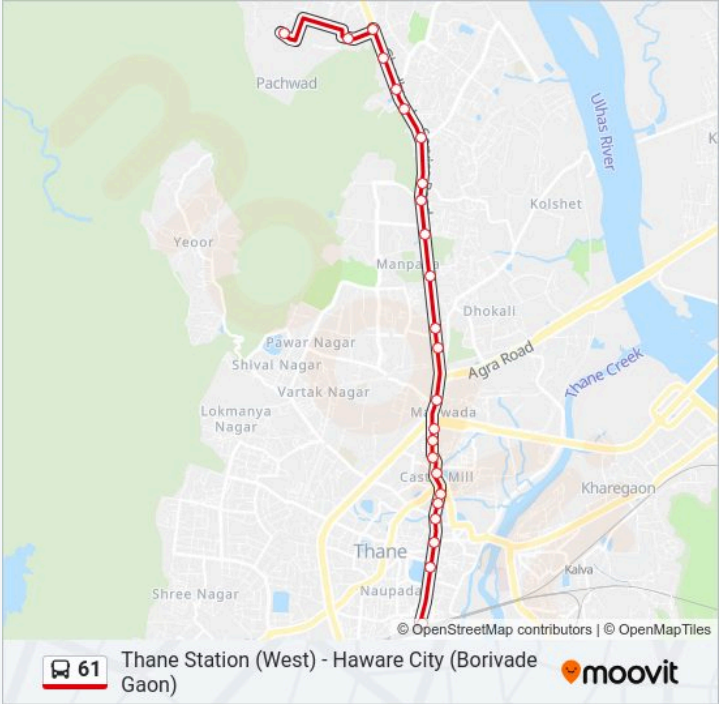 Pachwad
Ulhas River
K
Kolshet
Yeoor
Manpada
Dhokali
Pawar Nagar
Agra Road
Thane Creek
Shivai Nagar
Vartak Nagar
Lokmanya
Nagar
Castle Mill
Kharegaon
Thane
Kalva
Naupada
Shree Nagar
© OpenStreetMap contributors | © OpenMapTiles
61
Thane Station (West) - Haware City (Borivade
Gaon)
moovit